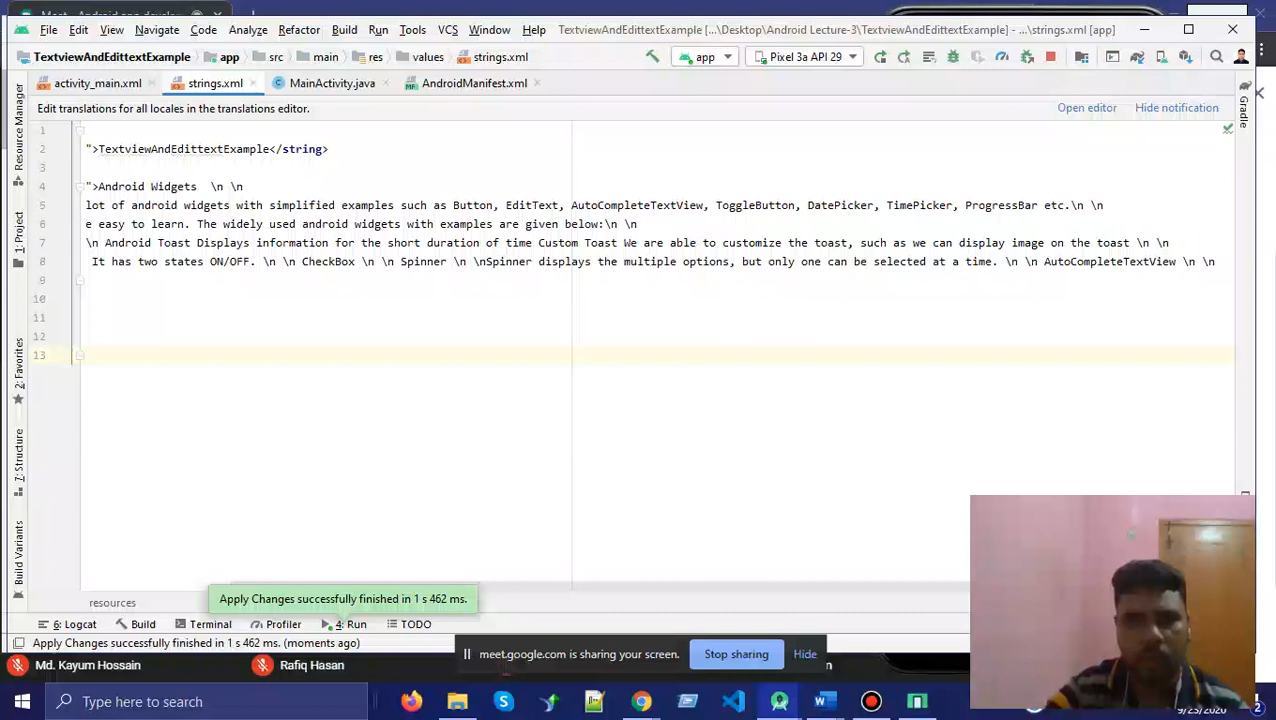 File Edit View Navigate Code Analyze Refactor Build Run Tools VCS Window Help TextviewAndEdittextExample [...\Desktop\Android Lecture-3\TextviewAndEdittextExample] - ...\strings.xml [app]
TextviewAndEdittextExample app src main res values strings.xml app Pixel 3a API 29
activity_main.xml strings.xml MainActivity.java AndroidManifest.xml
Edit translations for all locales in the translations editor. Open editor Hide notification
1
2 ">TextviewAndEdittextExample</string>
3
4 ">Android Widgets \n \n
5 lot of android widgets with simplified examples such as Button, EditText, AutoCompleteTextView, ToggleButton, DatePicker, TimePicker, ProgressBar etc.\n \n
6 e easy to learn. The widely used android widgets with examples are given below:\n \n
7 \n Android Toast Displays information for the short duration of time Custom Toast We are able to customize the toast, such as we can display image on the toast \n \n
8 It has two states ON/OFF. \n \n CheckBox \n \n Spinner \n \nSpinner displays the multiple options, but only one can be selected at a time. \n \n AutoCompleteTextView \n \n
9
10
11
12
13
Resource Manager
1: Project
2: Favorites
7: Structure
Build Variants
Gradle
resources
Apply Changes successfully finished in 1 s 462 ms.
6: Logcat Build Terminal Profiler 4: Run TODO
Apply Changes successfully finished in 1 s 462 ms. (moments ago)
meet.google.com is sharing your screen. Stop sharing Hide
Md. Kayum Hossain Rafiq Hasan
Type here to search
9/23/2020
2